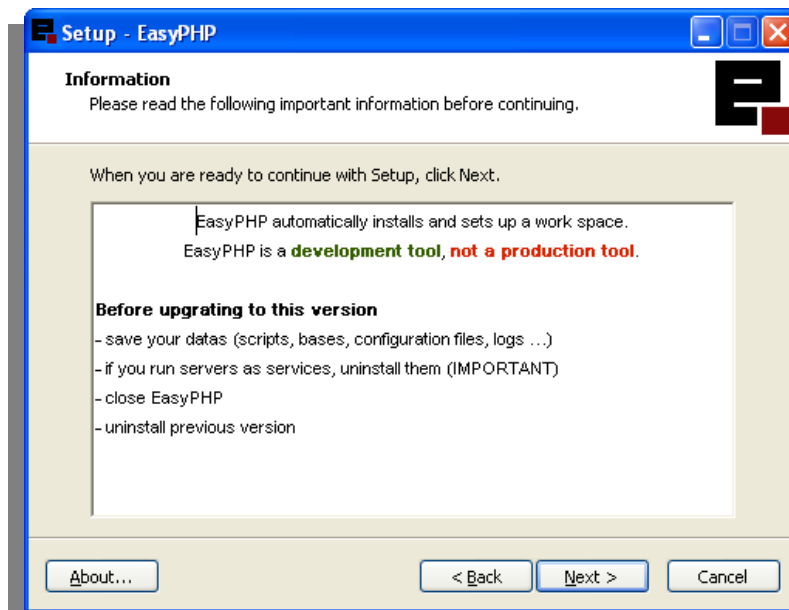 Setup - EasyPHP
Information
Please read the following important information before continuing.
When you are ready to continue with Setup, click Next.
EasyPHP automatically installs and sets up a work space.
EasyPHP is a development tool, not a production tool.
Before upgrating to this version
- save your datas (scripts, bases, configuration files, logs ...)
- if you run servers as services, uninstall them (IMPORTANT)
- close EasyPHP
- uninstall previous version
About...
< Back
Next >
Cancel